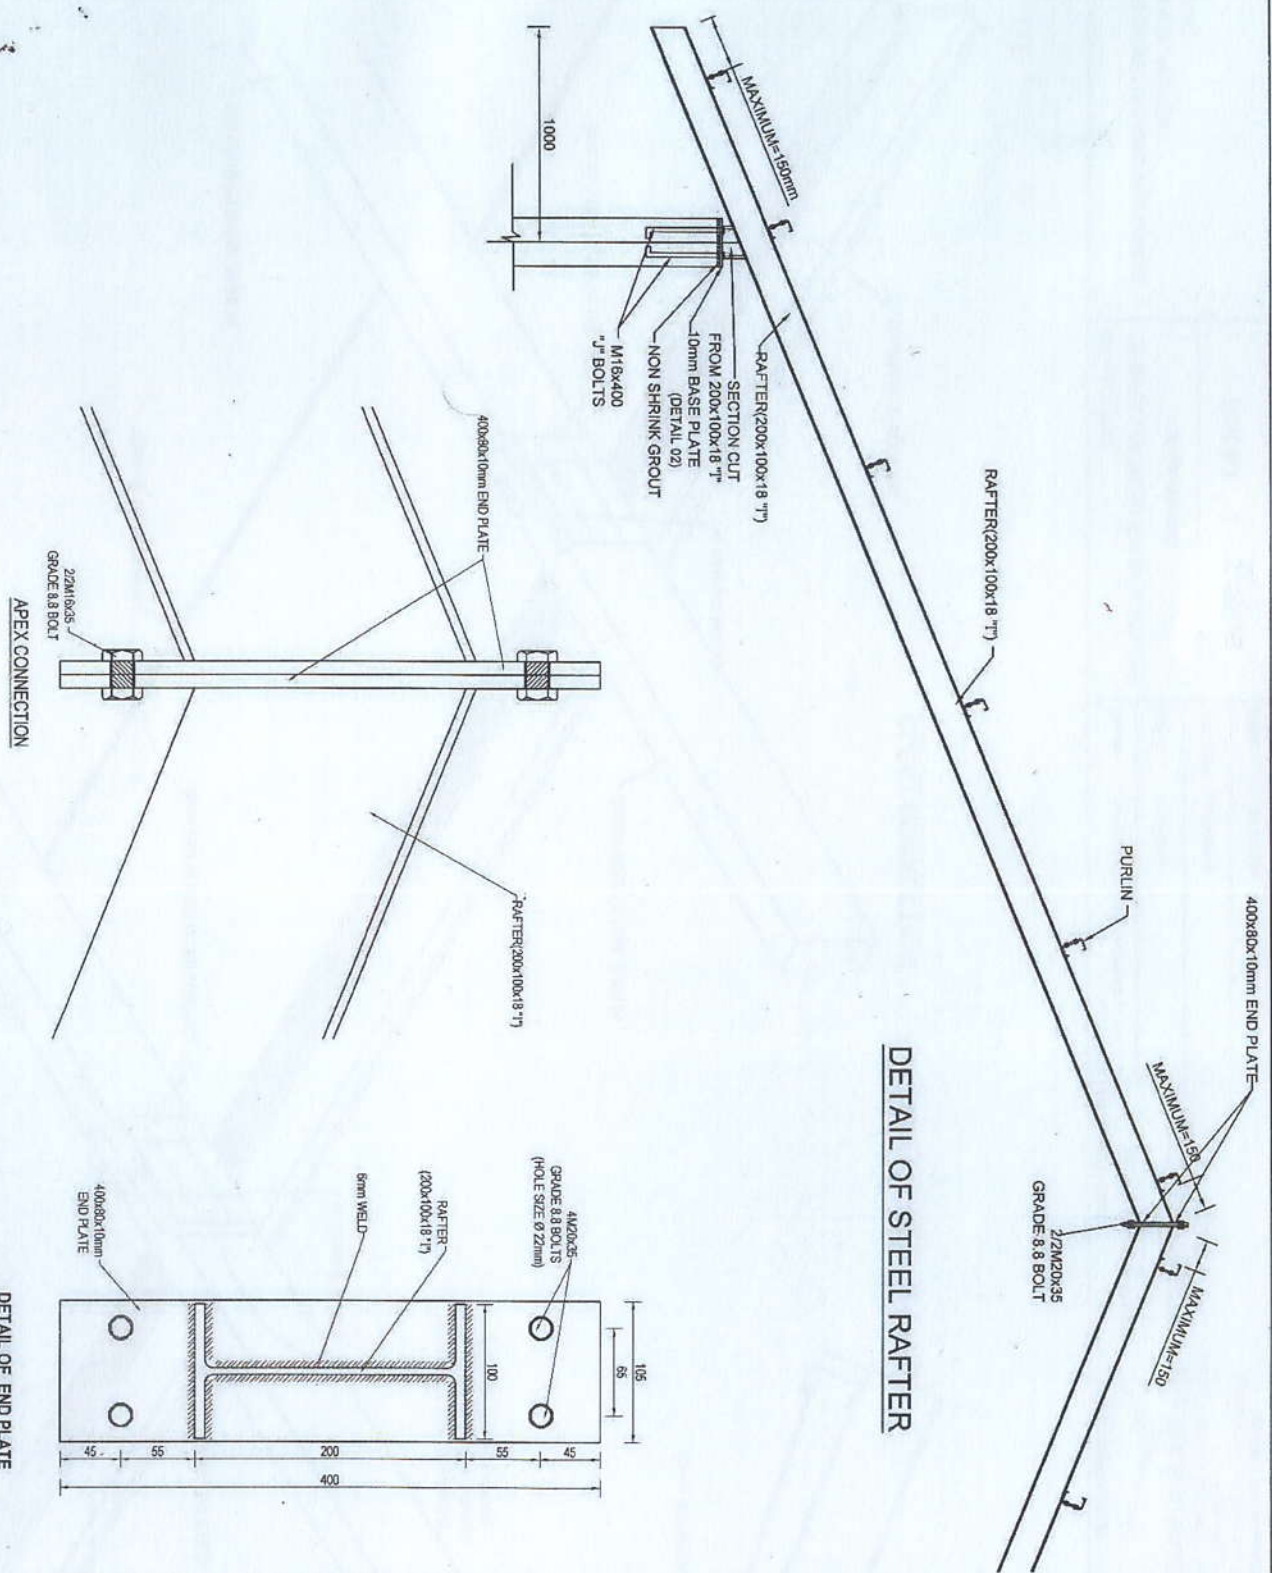 400x80x10mm END PLATE
MAXIMUM=150
MAXIMUM=150
2/2M20x35
GRADE-8.8 BOLT
PURLIN
RAFTER(200x100x18 "I")
MAXIMUM=150mm
1000
RAFTER(200x100x18 "I")
SECTION CUT
FROM 200x100x18 "I"
10mm BASE PLATE
(DETAIL 02)
NON SHRINK GROUT
M16x400
"J" BOLTS
DETAIL OF STEEL RAFTER
400x80x10mm END PLATE
RAFTER(200x100x18 "I")
2/2M16x35
GRADE 8.8 BOLT
APEX CONNECTION
4M20x35
GRADE 8.8 BOLTS
(HOLE SIZE Ø 22mm)
RAFTER
(200x100x18 "I")
6mm WELD
400x80x10mm
END PLATE
105
65
100
45
55
200
55
45
400
DETAIL OF END PLATE